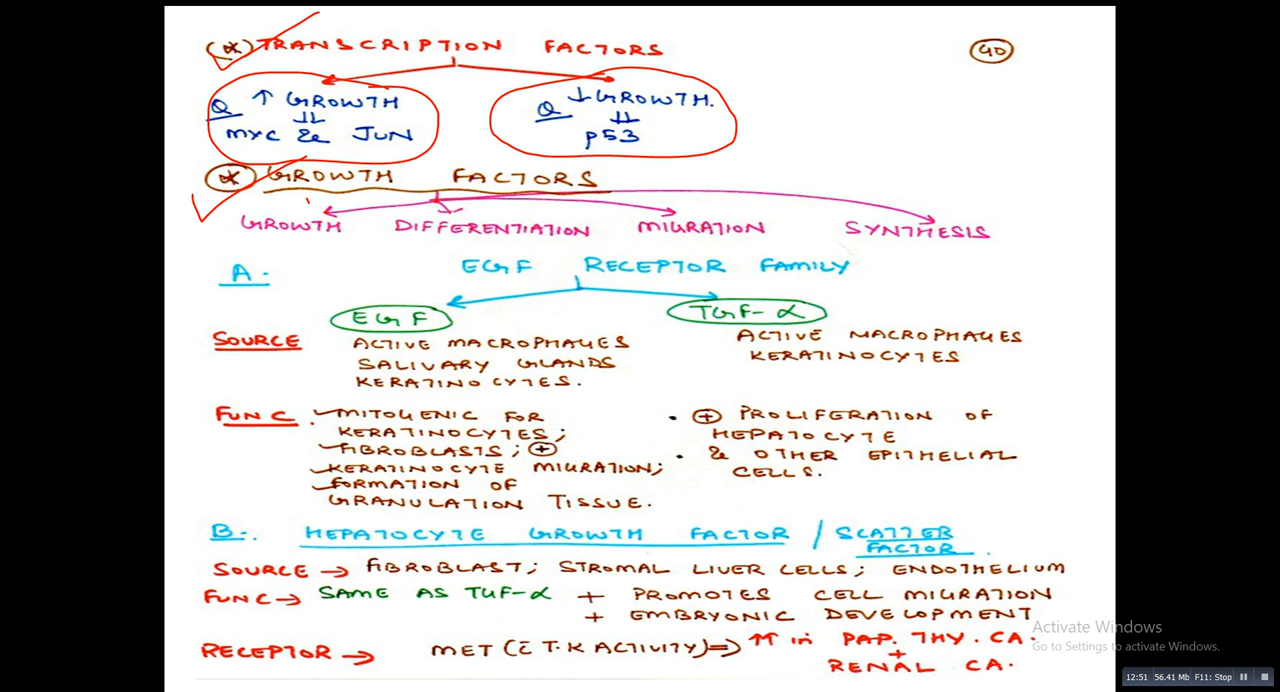 (*) TRANSCRIPTION FACTORS
40
Q ↑ GROWTH
⇓
MYC & JUN
Q ↓ GROWTH.
⇓
p53
(*) GROWTH FACTORS
GROWTH DIFFERENTIATION MIGRATION SYNTHESIS
A. EGF RECEPTOR FAMILY
EGF TGF-α
SOURCE
ACTIVE MACROPHAGES
SALIVARY GLANDS
KERATINOCYTES.
ACTIVE MACROPHAGES
KERATINOCYTES
FUNC.
✓MITOGENIC FOR
KERATINOCYTES;
✓FIBROBLASTS; (+)
✓KERATINOCYTE MIGRATION;
✓FORMATION OF
GRANULATION TISSUE.
• (+) PROLIFERATION OF
HEPATOCYTE
• & OTHER EPITHELIAL
CELLS.
B. HEPATOCYTE GROWTH FACTOR / SCATTER
FACTOR.
SOURCE → FIBROBLAST; STROMAL LIVER CELLS; ENDOTHELIUM
FUNC → SAME AS TGF-α + PROMOTES CELL MIGRATION
+ EMBRYONIC DEVELOPMENT
RECEPTOR → MET (c̄ T.K ACTIVITY) ⇒ ↑↑ in PAP. THY. CA.
+
RENAL CA.
Activate Windows
Go to Settings to activate Windows.
12:51 56.41 Mb F11: Stop